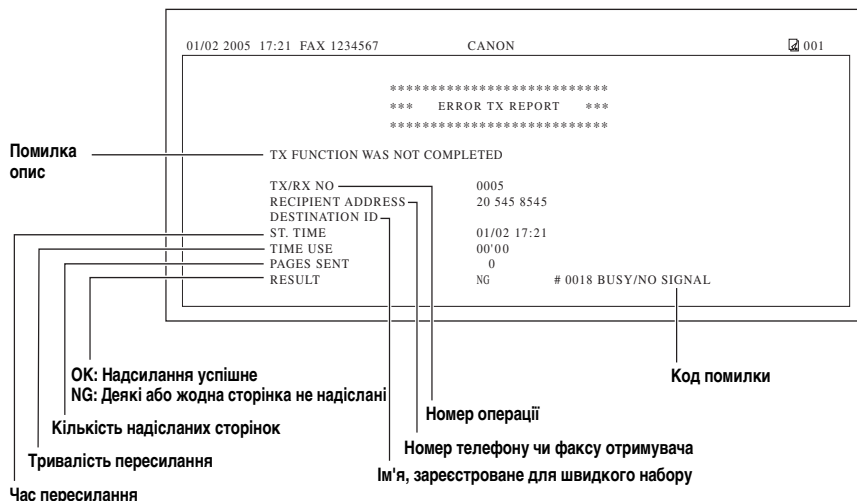 01/02 2005 17:21 FAX 1234567 CANON 001
***************************
*** ERROR TX REPORT ***
***************************
Помилка
опис
TX FUNCTION WAS NOT COMPLETED
TX/RX NO 0005
RECIPIENT ADDRESS 20 545 8545
DESTINATION ID
ST. TIME 01/02 17:21
TIME USE 00'00
PAGES SENT 0
RESULT NG # 0018 BUSY/NO SIGNAL
OK: Надсилання успішне
NG: Деякі або жодна сторінка не надіслані
Код помилки
Номер операції
Кількість надісланих сторінок
Номер телефону чи факсу отримувача
Тривалість пересилання
Ім'я, зареєстроване для швидкого набору
Час пересилання